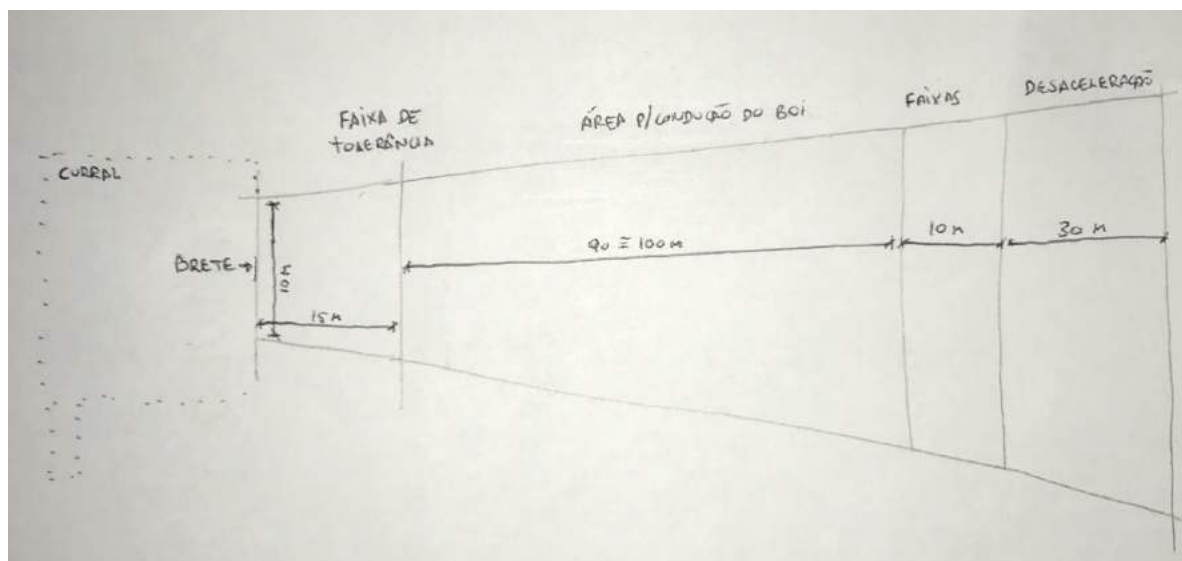 DESACELERAÇÃO
FAIXAS
ÁREA P/ CONDUÇÃO DO BOI
FAIXA DE
TOLERÂNCIA
CURRAL
BRETE
10 M
15 M
90 ≅ 100 M
10 M
30 M